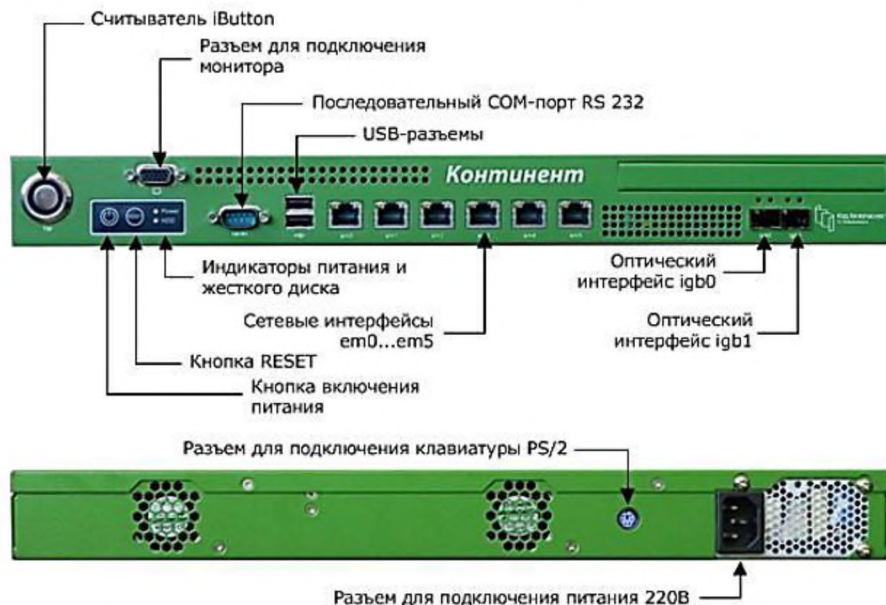 Считыватель iButton
Разъем для подключения
монитора
Последовательный COM-порт RS 232
USB-разъемы
Континент
Power
HDD
Индикаторы питания и
жесткого диска
Оптический
интерфейс igb0
Сетевые интерфейсы
em0...em5
Оптический
интерфейс igb1
Кнопка RESET
Кнопка включения
питания
Разъем для подключения клавиатуры PS/2
Разъем для подключения питания 220В